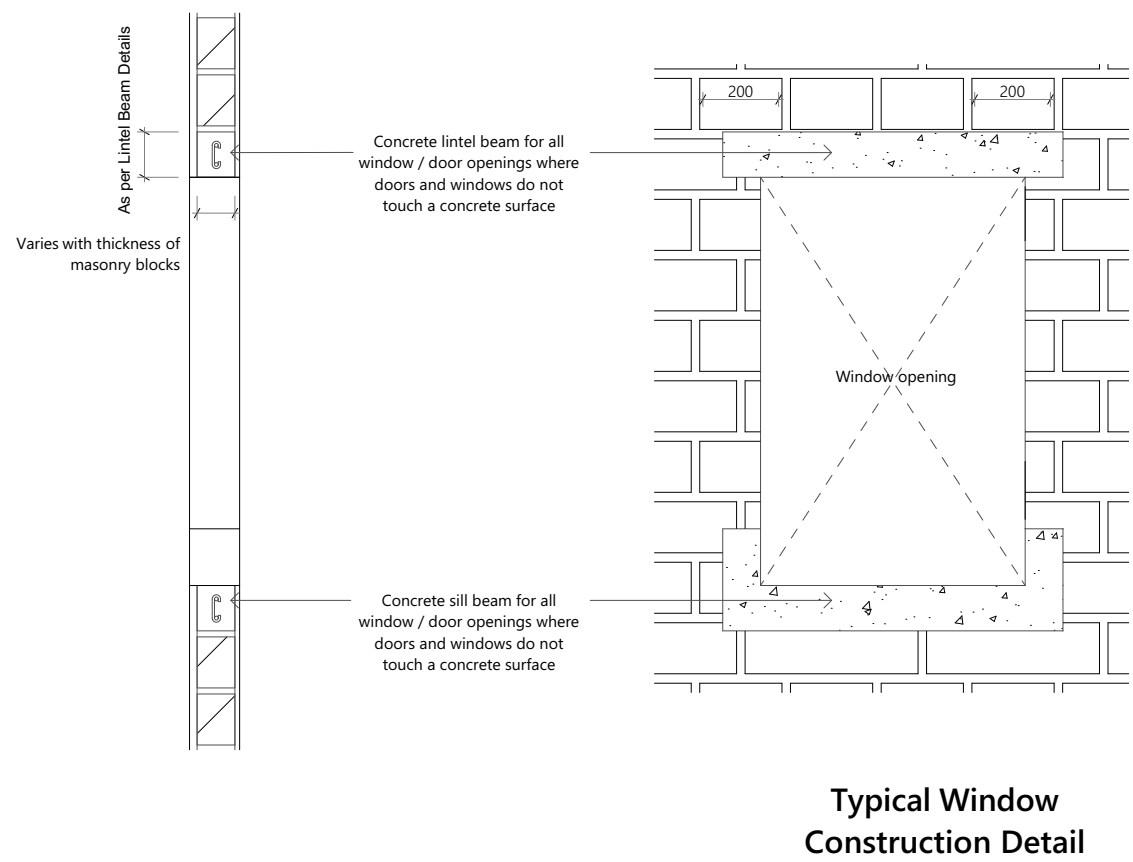 As per Lintel Beam Details
200
200
Concrete lintel beam for all
window / door openings where
doors and windows do not
touch a concrete surface
Varies with thickness of
masonry blocks
Window opening
Concrete sill beam for all
window / door openings where
doors and windows do not
touch a concrete surface
Typical Window
Construction Detail